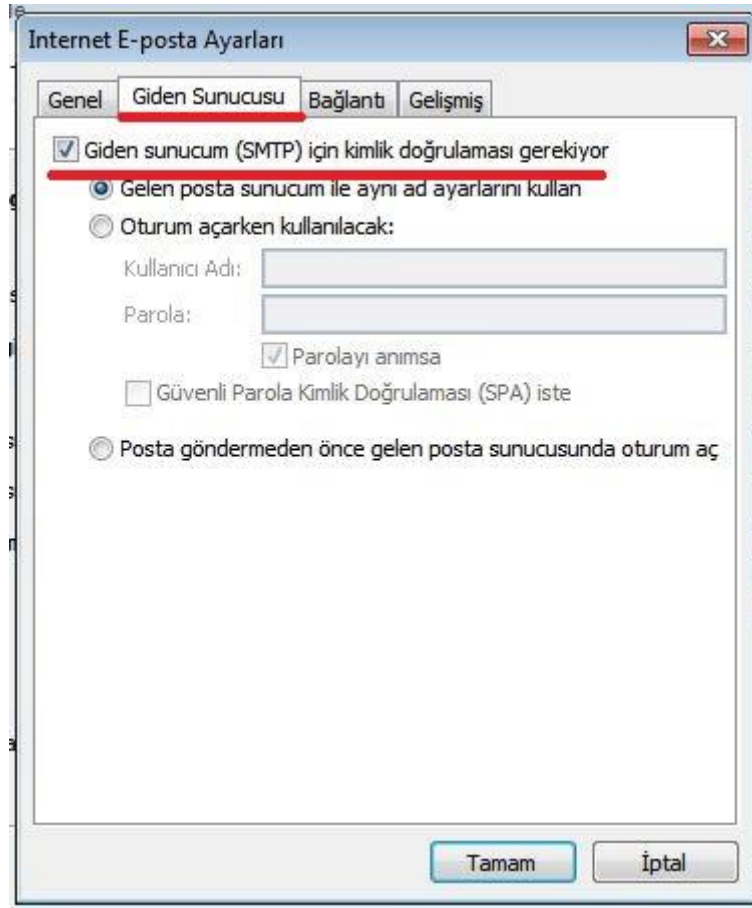 Internet E-posta Ayarları
Genel Giden Sunucusu Bağlantı Gelişmiş
Giden sunucum (SMTP) için kimlik doğrulaması gerekiyor
Gelen posta sunucum ile aynı ad ayarlarını kullan
Oturum açarken kullanılacak:
Kullanıcı Adı:
Parola:
Parolayı anımsa
Güvenli Parola Kimlik Doğrulaması (SPA) iste
Posta göndermeden önce gelen posta sunucusunda oturum aç
Tamam İptal